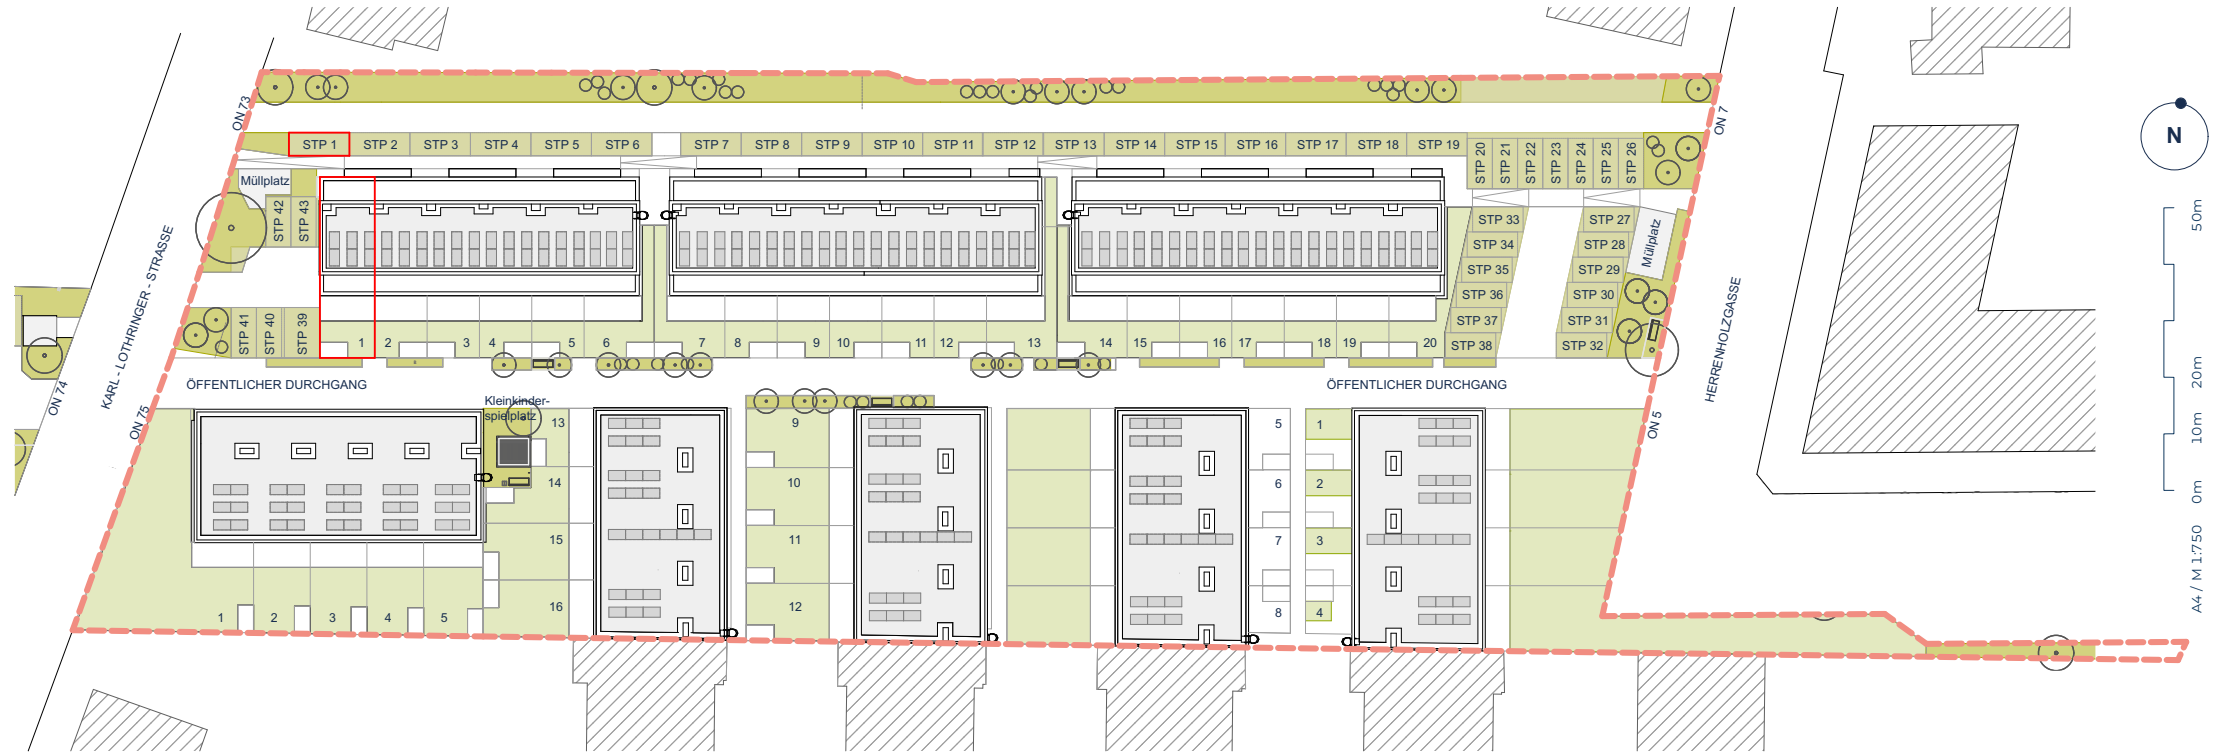 ON 73
ON 7
STP 1
STP 2
STP 3
STP 4
STP 5
STP 6
STP 7
STP 8
STP 9
STP 10
STP 11
STP 12
STP 13
STP 14
STP 15
STP 16
STP 17
STP 18
STP 19
STP 20
STP 21
STP 22
STP 23
STP 24
STP 25
STP 26
N
Müllplatz
STP 42
STP 43
STP 33
STP 27
STP 34
STP 28
Müllplatz
STP 35
STP 29
STP 36
STP 30
STP 37
STP 31
STP 38
STP 32
STP 41
STP 40
STP 39
1
2
3
4
5
6
7
8
9
10
11
12
13
14
15
16
17
18
19
20
KARL - LOTHRINGER - STRASSE
HERRENHOLZGASSE
ON 74
ON 75
ON 5
ÖFFENTLICHER DURCHGANG
ÖFFENTLICHER DURCHGANG
Kleinkinder-
spielplatz
13
14
15
16
9
10
11
12
5
6
7
8
1
2
3
4
1
2
3
4
5
50m
20m
10m
0m
A4 / M 1:750